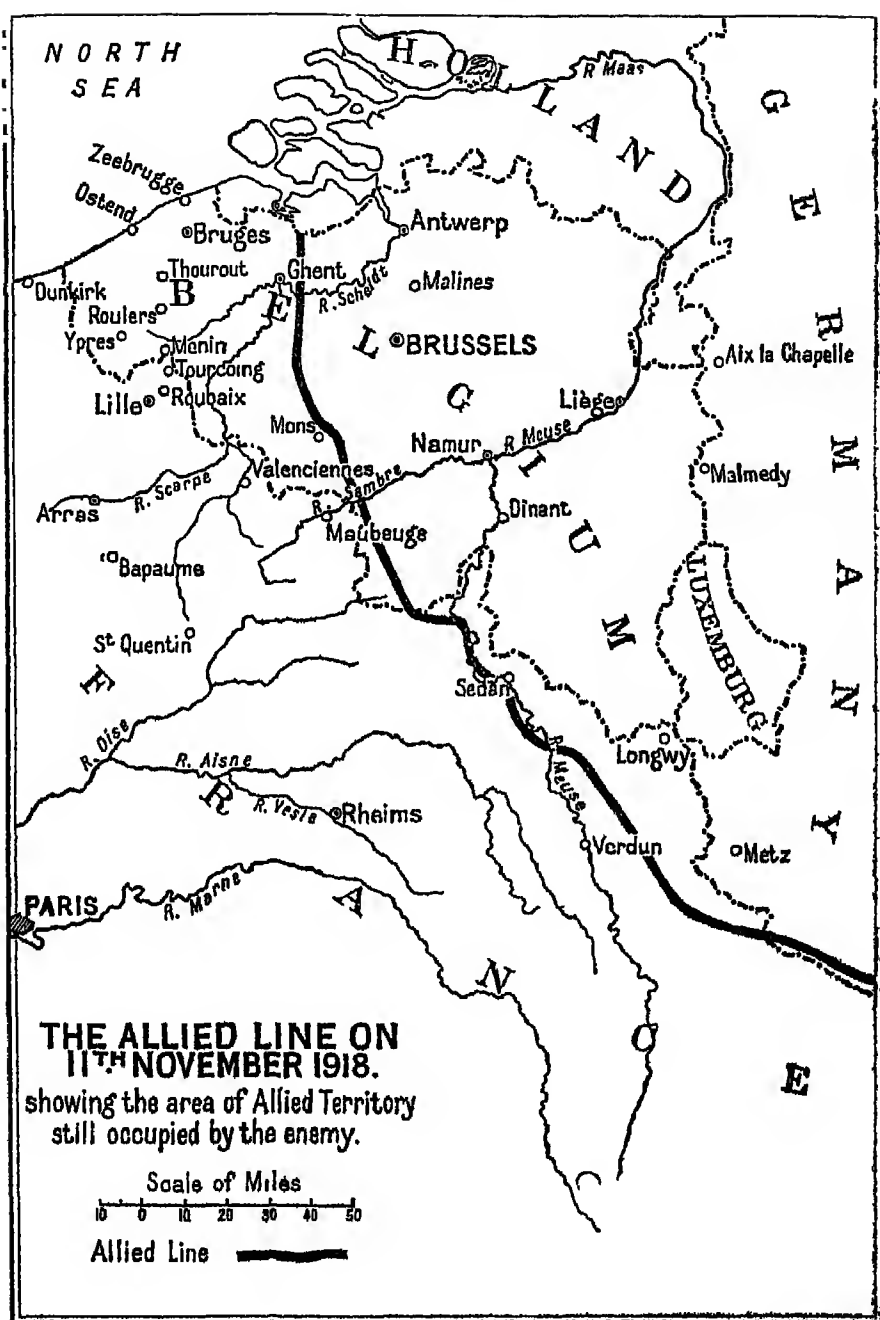 NORTH
SEA
HOLLAND
R Maas
GERMANY
Zeebrugge
Ostend
Bruges
Antwerp
Dunkirk
Thourout
Ghent
R. Scheldt
Malines
BELGIUM
Roulers
Ypres
Menin
BRUSSELS
Aix la Chapelle
Tourcoing
Lille
Roubaix
Liège
Mons
Namur
R Meuse
Valenciennes
R. Sambre
Malmedy
R. Scarpe
Arras
Maubeuge
Dinant
Bapaume
LUXEMBURG
St Quentin
FRANCE
Sedan
Longwy
R. Oise
R. Aisne
R. Meuse
R. Vesle
Rheims
Verdun
Metz
PARIS
R. Marne
THE ALLIED LINE ON
11TH NOVEMBER 1918.
showing the area of Allied Territory
still occupied by the enemy.
Scale of Miles
10 0 10 20 30 40 50
Allied Line